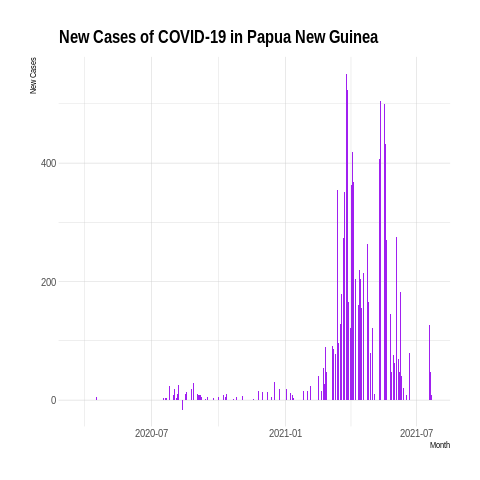 New Cases of COVID-19 in Papua New Guinea
New Cases
400
200
0
2020-07
2021-01
2021-07
Month